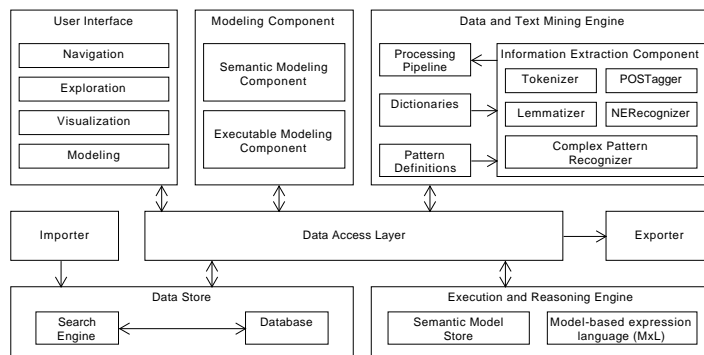 User Interface
Navigation
Exploration
Visualization
Modeling
Modeling Component
Semantic Modeling
Component
Executable Modeling
Component
Data and Text Mining Engine
Processing
Pipeline
Dictionaries
Pattern
Definitions
Information Extraction Component
Tokenizer
POSTagger
Lemmatizer
NERecognizer
Complex Pattern
Recognizer
Importer
Data Access Layer
Exporter
Data Store
Search
Engine
Database
Execution and Reasoning Engine
Semantic Model
Store
Model-based expression
language (MxL)